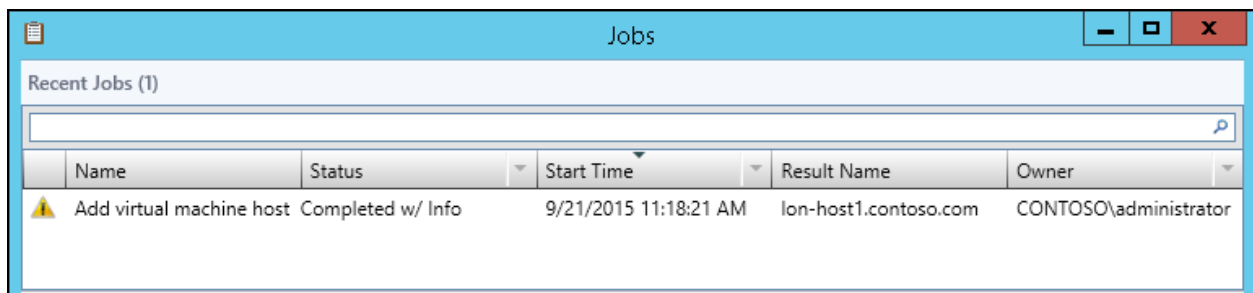 Jobs
Recent Jobs (1)
Name Status Start Time Result Name Owner
Add virtual machine host Completed w/ Info 9/21/2015 11:18:21 AM lon-host1.contoso.com CONTOSO\administrator